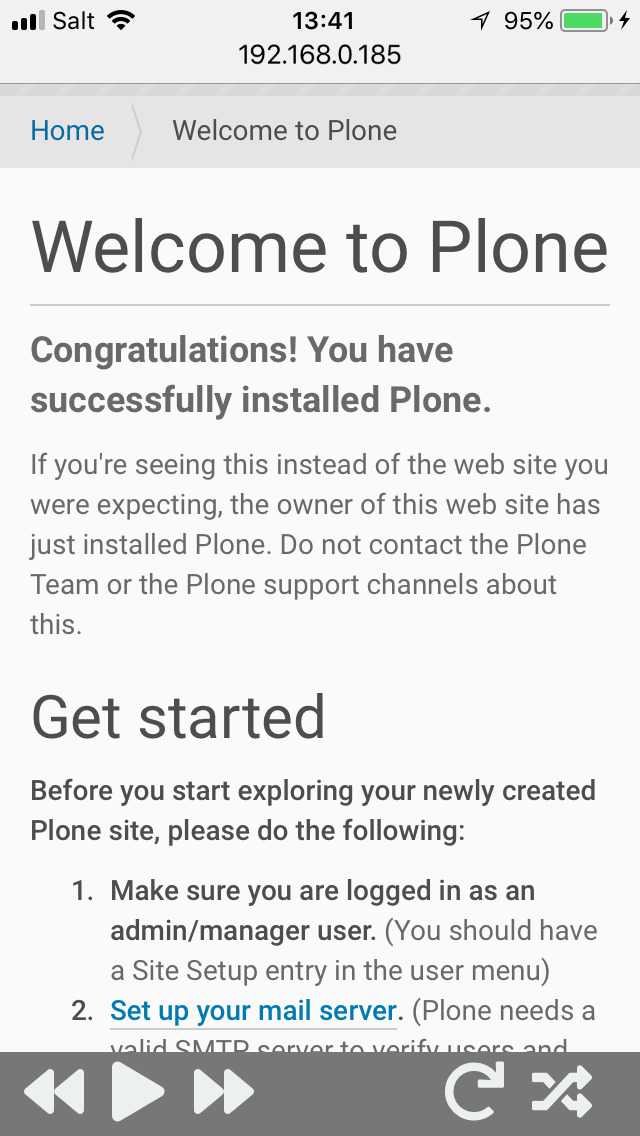 Salt 13:41 95%
192.168.0.185
Home Welcome to Plone
Welcome to Plone
Congratulations! You have
successfully installed Plone.
If you're seeing this instead of the web site you
were expecting, the owner of this web site has
just installed Plone. Do not contact the Plone
Team or the Plone support channels about
this.
Get started
Before you start exploring your newly created
Plone site, please do the following:
1. Make sure you are logged in as an
admin/manager user. (You should have
a Site Setup entry in the user menu)
2. Set up your mail server. (Plone needs a
valid SMTP server to verify users and